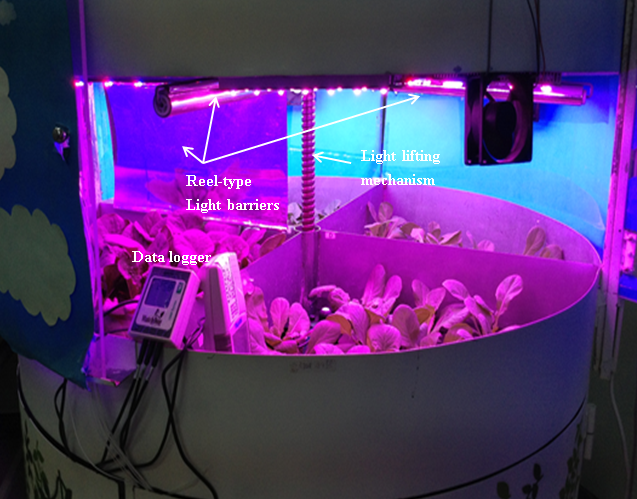 Light lifting
mechanism
Reel-type
Light barriers
Data logger